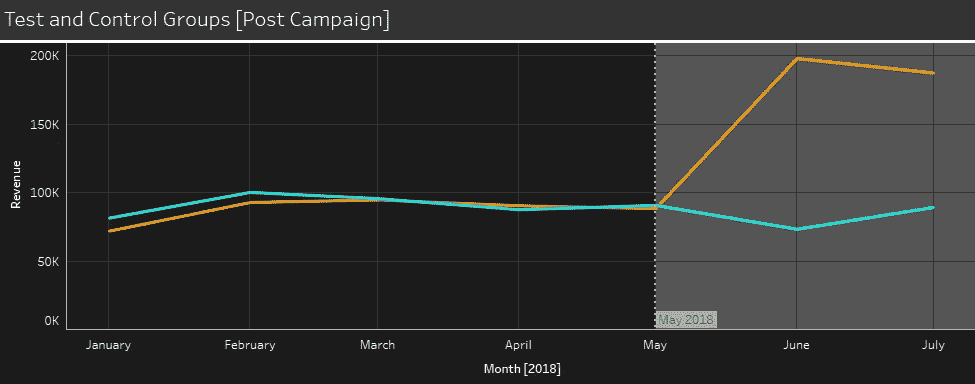 Test and Control Groups [Post Campaign]
200K
150K
100K
50K
0K
Revenue
May 2018
January February March April May June July
Month [2018]